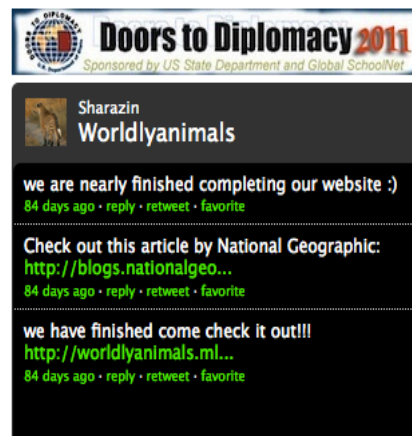 Doors to Diplomacy 2011
Sponsored by US State Department and Global SchoolNet
Sharazin
Worldlyanimals
we are nearly finished completing our website :)
84 days ago · reply · retweet · favorite
Check out this article by National Geographic:
http://blogs.nationalgeo...
84 days ago · reply · retweet · favorite
we have finished come check it out!!!
http://worldlyanimals.ml...
84 days ago · reply · retweet · favorite